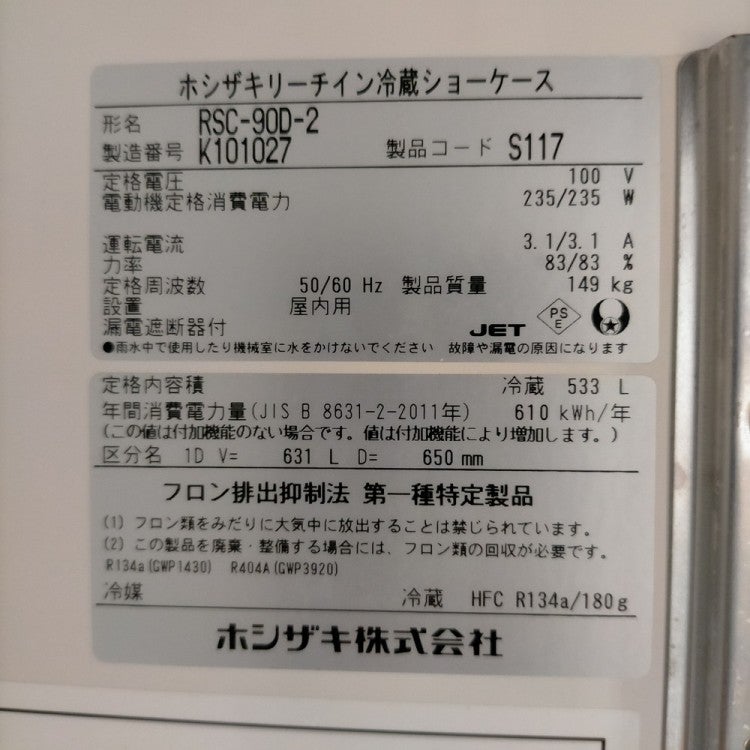 ホシザキリーチイン冷蔵ショーケース
形名 RSC-90D-2
製造番号 K101027 製品コード S117
定格電圧 100 V
電動機定格消費電力 235/235 W
運転電流 3.1/3.1 A
力率 83/83 %
定格周波数 50/60 Hz 製品質量 149 kg
設置 屋内用
漏電遮断器付 JET PSE
●雨水中で使用したり機械室に水をかけないでください 故障や漏電の原因になります
定格内容積 冷蔵 533 L
年間消費電力量(JIS B 8631-2-2011年) 610 kWh/年
(この値は付加機能のない場合です。値は付加機能により増加します。)
区分名 1D V= 631 L D= 650 mm
フロン排出抑制法 第一種特定製品
(1) フロン類をみだりに大気中に放出することは禁じられています。
(2) この製品を廃棄・整備する場合には、フロン類の回収が必要です。
R134a(GWP1430) R404A(GWP3920)
冷媒 冷蔵 HFC R134a/180g
ホシザキ株式会社